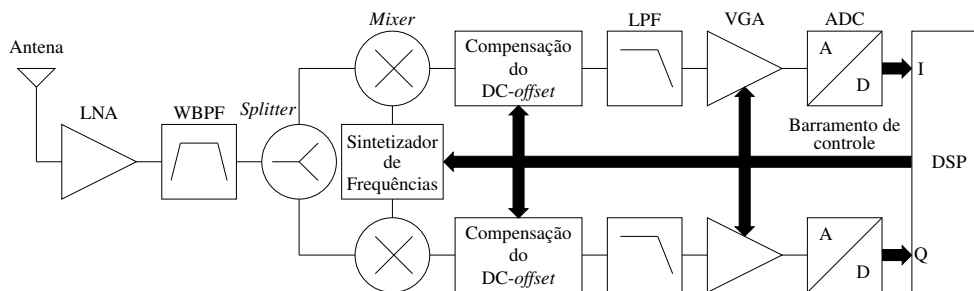 Antena
LNA
WBPF
Splitter
Mixer
Sintetizador
de
Frequências
Compensação
do
DC-offset
LPF
VGA
ADC
A
D
I
Barramento de
controle
DSP
Compensação
do
DC-offset
A
D
Q